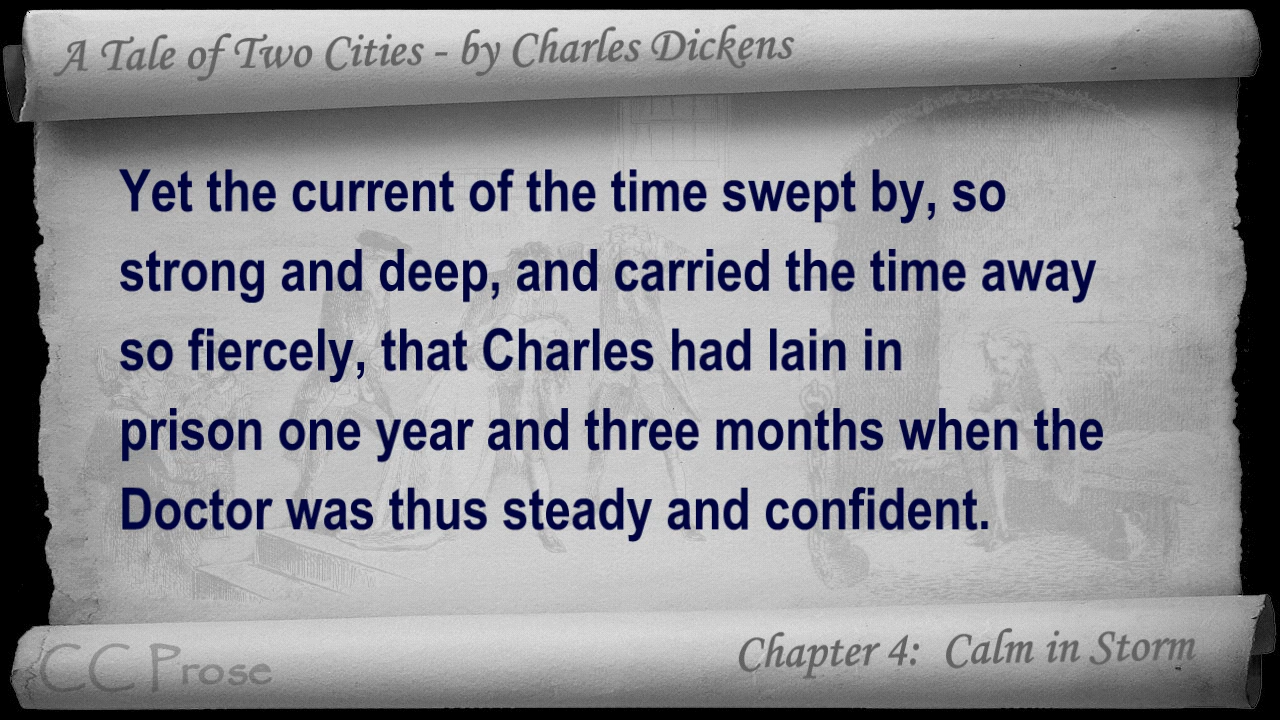 A Tale of Two Cities - by Charles Dickens
Yet the current of the time swept by, so
strong and deep, and carried the time away
so fiercely, that Charles had lain in
prison one year and three months when the
Doctor was thus steady and confident.
CC Prose
Chapter 4: Calm in Storm